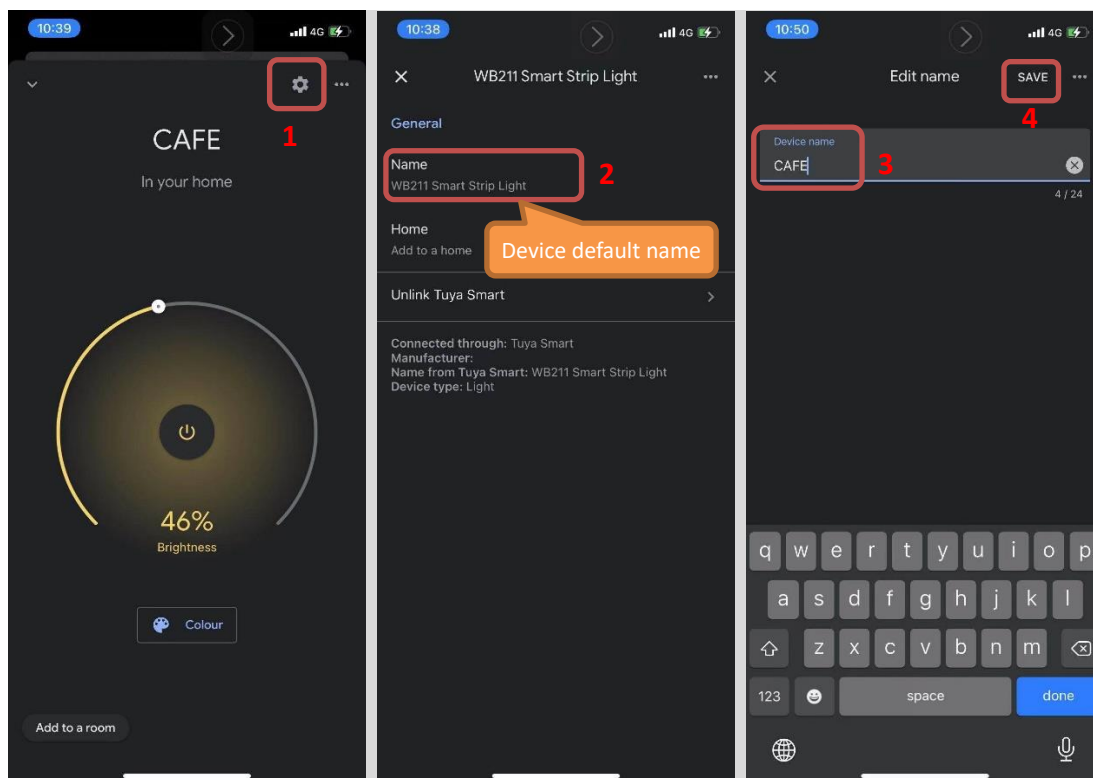 10:39
4G
1
CAFE
In your home
46%
Brightness
Colour
Add to a room
10:38
4G
WB211 Smart Strip Light
General
Name
WB211 Smart Strip Light
2
Home
Add to a home
Device default name
Unlink Tuya Smart
Connected through: Tuya Smart
Manufacturer:
Name from Tuya Smart: WB211 Smart Strip Light
Device type: Light
10:50
4G
Edit name
SAVE
4
Device name
CAFE
3
4 / 24
q w e r t y u i o p
a s d f g h j k l
z x c v b n m
123
space
done